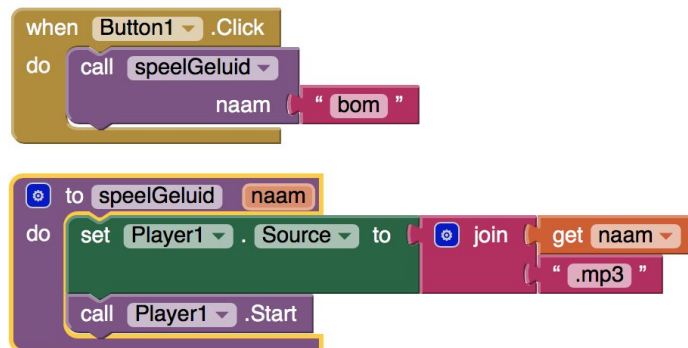 when Button1 .Click
do call speelGeluid
naam " bom "
to speelGeluid naam
do set Player1 . Source to join get naam
" .mp3 "
call Player1 .Start